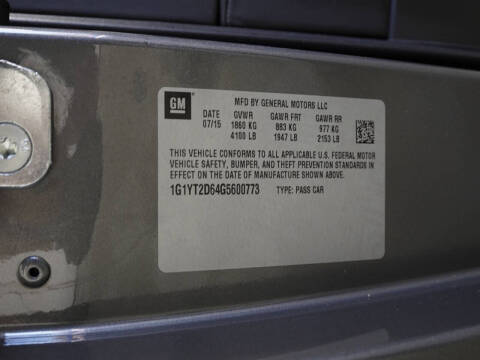 GM
MFD BY GENERAL MOTORS LLC
DATE GVWR GAWR FRT GAWR RR
07/15 1860 KG 883 KG 977 KG
4100 LB 1947 LB 2153 LB
THIS VEHICLE CONFORMS TO ALL APPLICABLE U.S. FEDERAL MOTOR
VEHICLE SAFETY, BUMPER, AND THEFT PREVENTION STANDARDS IN
EFFECT ON THE DATE OF MANUFACTURE SHOWN ABOVE.
1G1YT2D64G5600773 TYPE: PASS CAR